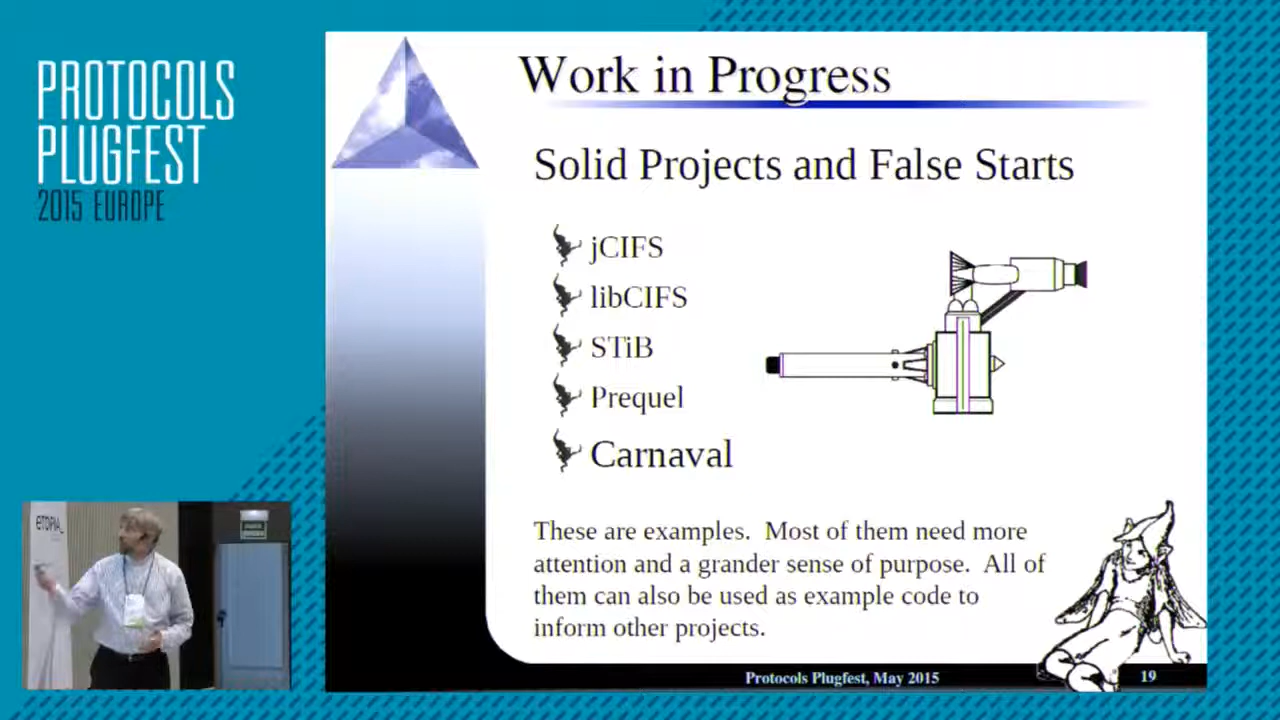 PROTOCOLS
PLUGFEST
2015 EUROPE
Work in Progress
Solid Projects and False Starts
jCIFS
libCIFS
STiB
Prequel
Carnaval
These are examples. Most of them need more
attention and a grander sense of purpose. All of
them can also be used as example code to
inform other projects.
Protocols Plugfest, May 2015
19
eTOPIA_